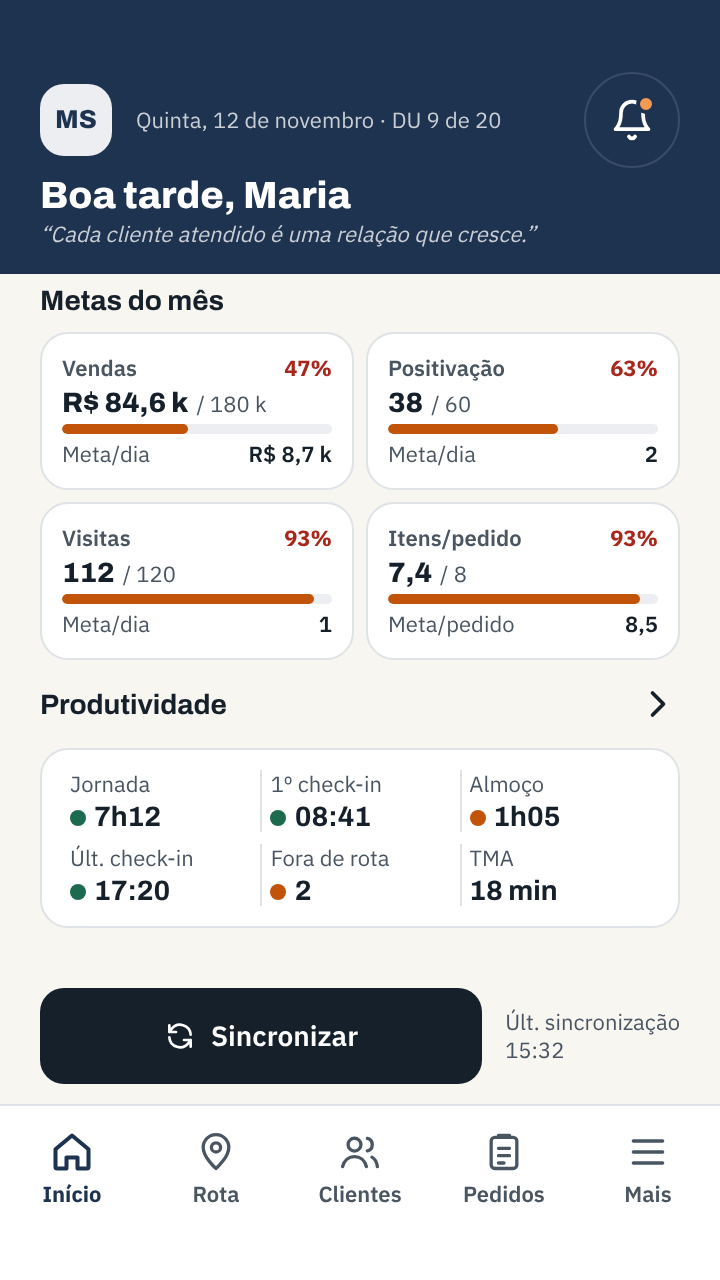 MS
Quinta, 12 de novembro · DU 9 de 20
Boa tarde, Maria
“Cada cliente atendido é uma relação que cresce.”
Metas do mês
Vendas 47%
R$ 84,6 k / 180 k
Meta/dia R$ 8,7 k
Positivação 63%
38 / 60
Meta/dia 2
Visitas 93%
112 / 120
Meta/dia 1
Itens/pedido 93%
7,4 / 8
Meta/pedido 8,5
Produtividade
Jornada
7h12
1º check-in
08:41
Almoço
1h05
Últ. check-in
17:20
Fora de rota
2
TMA
18 min
Sincronizar
Últ. sincronização
15:32
Início
Rota
Clientes
Pedidos
Mais